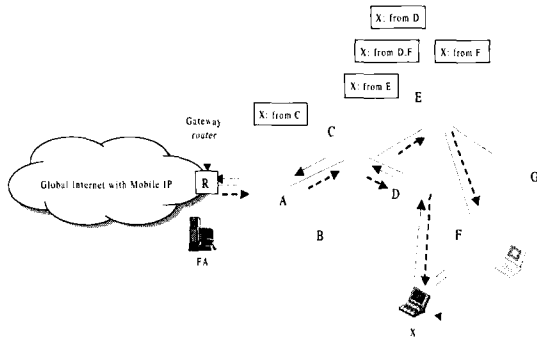 X: from D
X: from D,F
X: from F
X: from E
X: from C
E
Gateway
router
C
G
Global Internet with Mobile IP
R
A
D
B
F
FA
X